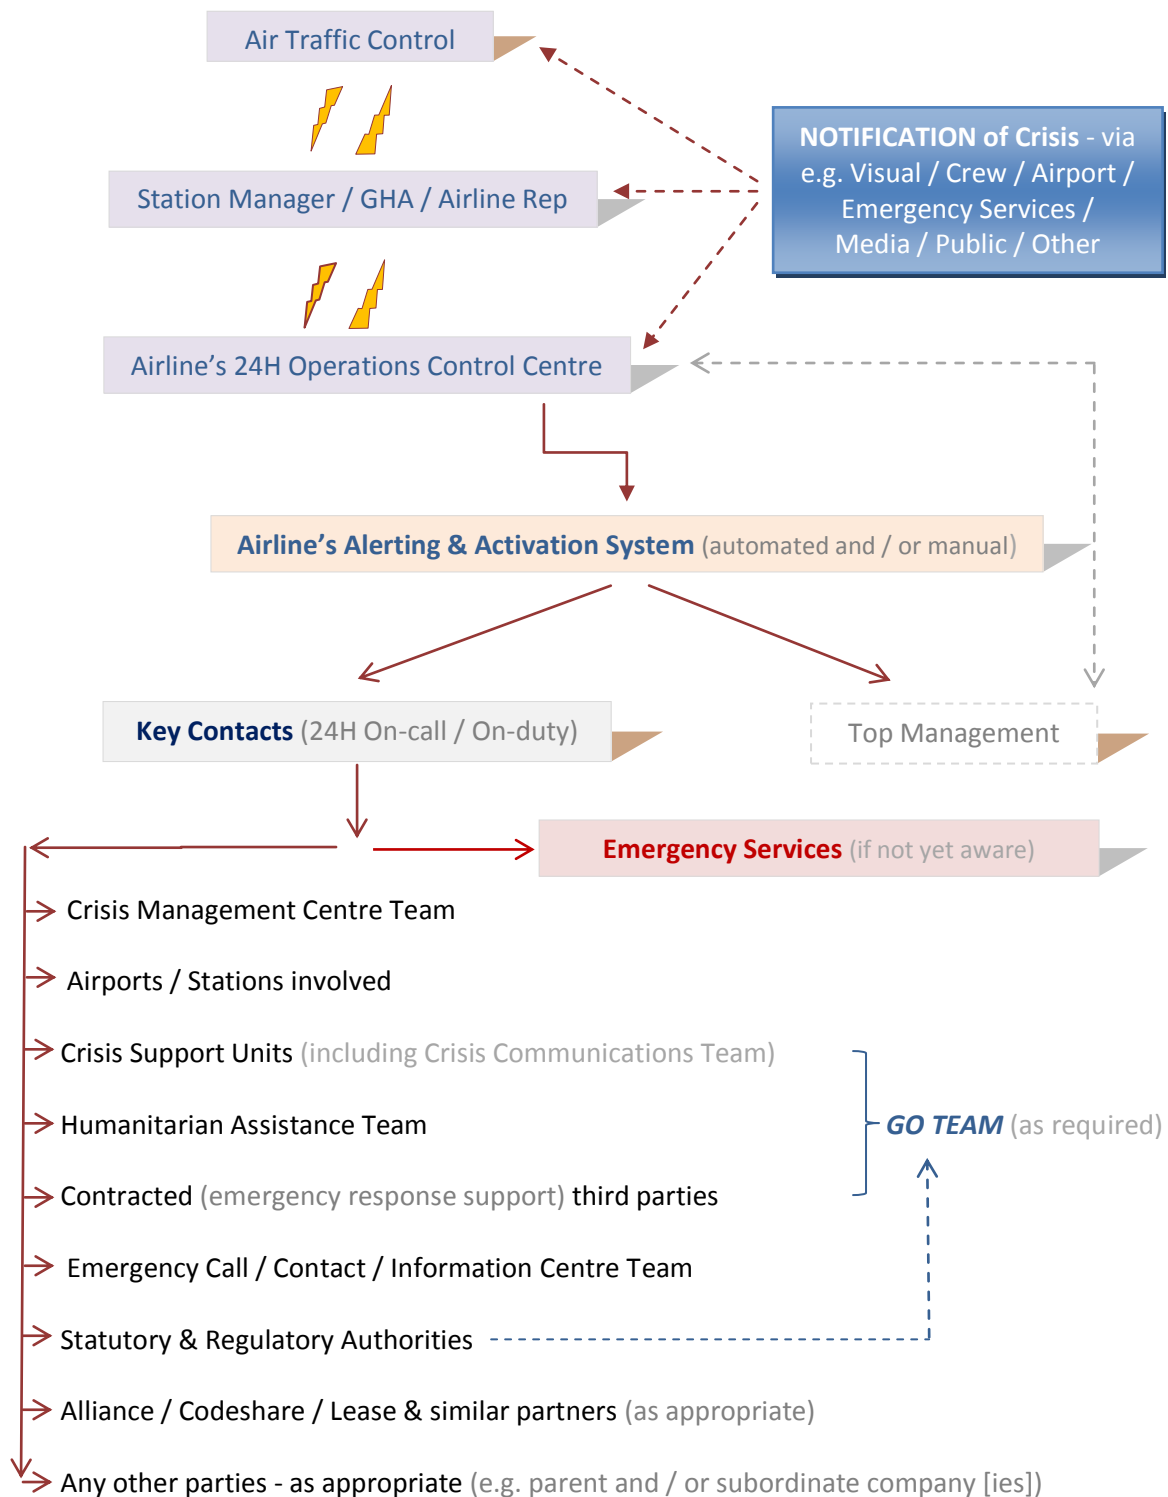 Air Traffic Control
NOTIFICATION of Crisis - via
e.g. Visual / Crew / Airport /
Emergency Services /
Media / Public / Other
Station Manager / GHA / Airline Rep
Airline’s 24H Operations Control Centre
Airline’s Alerting & Activation System (automated and / or manual)
Key Contacts (24H On-call / On-duty)
Top Management
Emergency Services (if not yet aware)
Crisis Management Centre Team
Airports / Stations involved
Crisis Support Units (including Crisis Communications Team)
Humanitarian Assistance Team
GO TEAM (as required)
Contracted (emergency response support) third parties
Emergency Call / Contact / Information Centre Team
Statutory & Regulatory Authorities
Alliance / Codeshare / Lease & similar partners (as appropriate)
Any other parties - as appropriate (e.g. parent and / or subordinate company [ies])